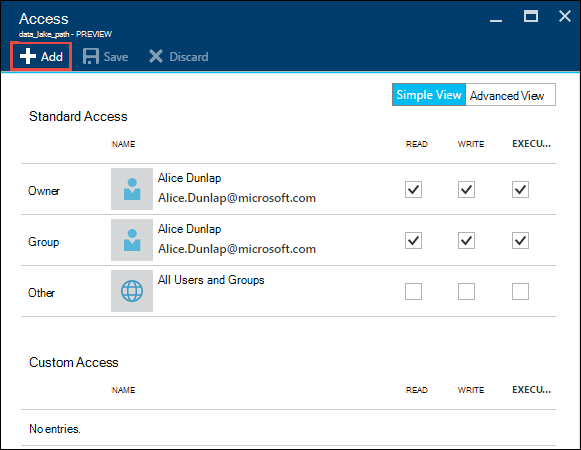 Access
data_lake_path - PREVIEW
Add Save Discard
Simple View Advanced View
Standard Access
NAME READ WRITE EXECU...
Owner Alice Dunlap
Alice.Dunlap@microsoft.com
Group Alice Dunlap
Alice.Dunlap@microsoft.com
Other All Users and Groups
Custom Access
NAME READ WRITE EXECU...
No entries.